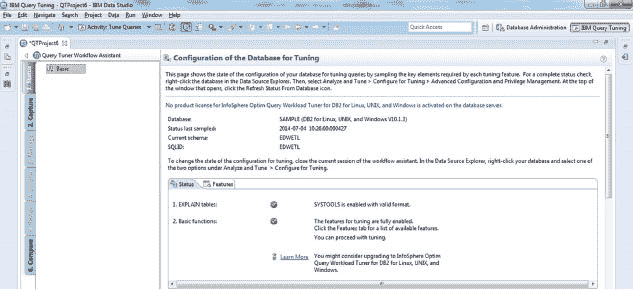 IBM Query Tuning - QTProject6 - IBM Data Studio
File Edit Navigate Search Project Data Run Window Help
Activity: Tune Queries
Quick Access
Database Administration
IBM Query Tuning
*QTProject6
Query Tuner Workflow Assistant
Basic
2. Capture
6. Compare
Configuration of the Database for Tuning
This page shows the state of the configuration of your database for tuning queries by sampling the key elements required by each tuning feature. For a complete status check,
right-click the database in the Data Source Explorer. Then, select Analyze and Tune > Configure for Tuning > Advanced Configuration and Privilege Management. At the top of
the window that opens, click the Refresh Status From Database icon.
No product license for InfoSphere Optim Query Workload Tuner for DB2 for Linux, UNIX, and Windows is activated on the database server.
Database: SAMPLE (DB2 for Linux, UNIX, and Windows V10.1.3)
Status last sampled: 2014-07-04 10:26:00:000427
Current schema: EDWETL
SQLID: EDWETL
To change the state of the configuration for tuning, close the current session of the workflow assistant. In the Data Source Explorer, right-click your database and select one of
the two options under Analyze and Tune > Configure for Tuning.
Status Features
1. EXPLAIN tables: SYSTOOLS is enabled with valid format.
2. Basic functions: The features for tuning are fully enabled.
Click the Features tab for a list of available features.
You can proceed with tuning.
Learn More You might consider upgrading to InfoSphere Optim
Query Workload Tuner for DB2 for Linux, UNIX, and
Windows.